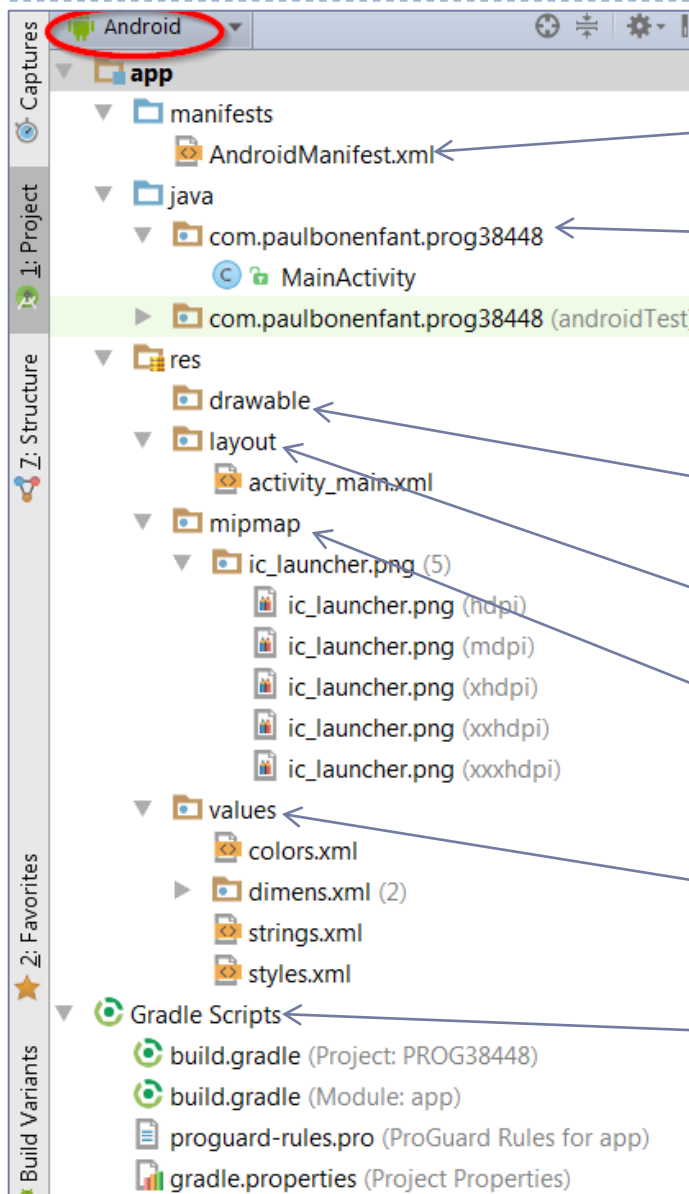 Android
app
manifests
AndroidManifest.xml
java
com.paulbonenfant.prog38448
MainActivity
com.paulbonenfant.prog38448 (androidTest)
res
drawable
layout
activity_main.xml
mipmap
ic_launcher.png (5)
ic_launcher.png (hdpi)
ic_launcher.png (mdpi)
ic_launcher.png (xhdpi)
ic_launcher.png (xxhdpi)
ic_launcher.png (xxxhdpi)
values
colors.xml
dimens.xml (2)
strings.xml
styles.xml
Gradle Scripts
build.gradle (Project: PROG38448)
build.gradle (Module: app)
proguard-rules.pro (ProGuard Rules for app)
gradle.properties (Project Properties)
Captures
1: Project
7: Structure
2: Favorites
Build Variants